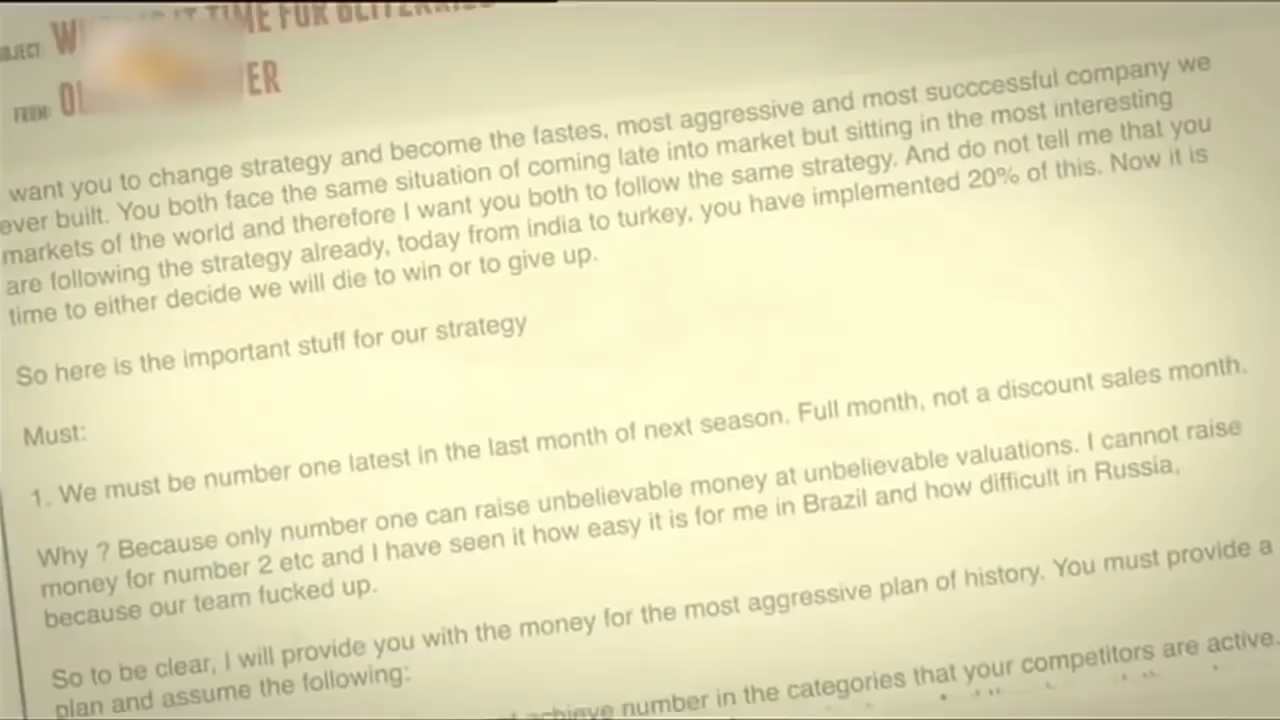 OBJECT: W IT TIME FOR BLITZKRIEG
FROM: OL ER
want you to change strategy and become the fastes, most aggressive and most succcessful company we
ever built. You both face the same situation of coming late into market but sitting in the most interesting
markets of the world and therefore I want you both to follow the same strategy. And do not tell me that you
are following the strategy already, today from india to turkey, you have implemented 20% of this. Now it is
time to either decide we will die to win or to give up.
So here is the important stuff for our strategy
Must:
1. We must be number one latest in the last month of next season. Full month, not a discount sales month.
Why ? Because only number one can raise unbelievable money at unbelievable valuations. I cannot raise
money for number 2 etc and I have seen it how easy it is for me in Brazil and how difficult in Russia,
because our team fucked up.
So to be clear, I will provide you with the money for the most aggressive plan of history. You must provide a
plan and assume the following:
achieve number in the categories that your competitors are active.